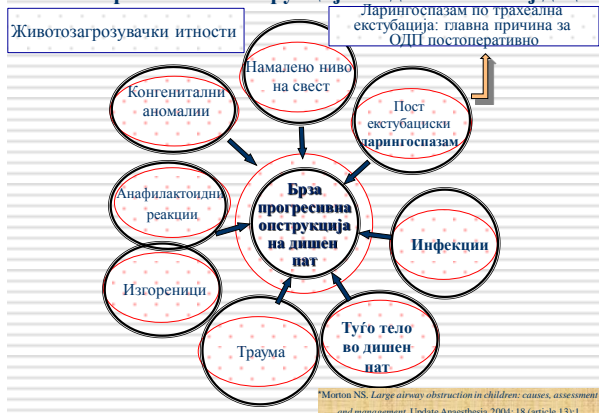 Животозагрозувачки итности
Ларингоспазам по трахеална
екстубација: главна причина за
ОДП постоперативно
Намалено ниво
на свест
Конгенитални
аномалии
Пост
екстубациски
ларингоспазам
Анафилактоидни
реакции
Брза
прогресивна
опструкција
на дишен
пат
Инфекции
Изгореници
Траума
Туѓо тело
во дишен
пат
*Morton NS. Large airway obstruction in children: causes, assessment
and management. Update Anaesthesia 2004; 18 (article 13):1